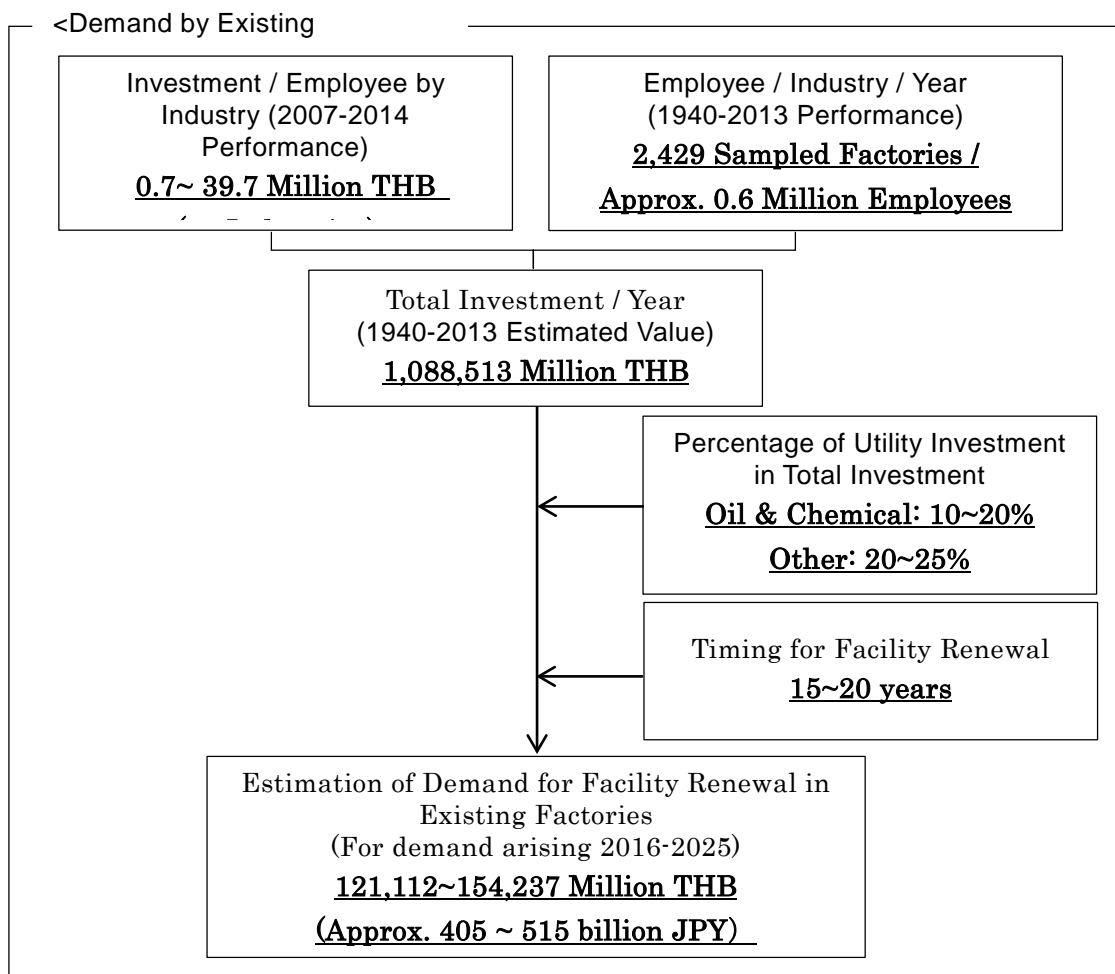 <Demand by Existing
Investment / Employee by
Industry (2007-2014
Performance)
0.7~ 39.7 Million THB
Employee / Industry / Year
(1940-2013 Performance)
2,429 Sampled Factories /
Approx. 0.6 Million Employees
Total Investment / Year
(1940-2013 Estimated Value)
1,088,513 Million THB
Percentage of Utility Investment
in Total Investment
Oil & Chemical: 10~20%
Other: 20~25%
Timing for Facility Renewal
15~20 years
Estimation of Demand for Facility Renewal in
Existing Factories
(For demand arising 2016-2025)
121,112~154,237 Million THB
(Approx. 405 ~ 515 billion JPY)